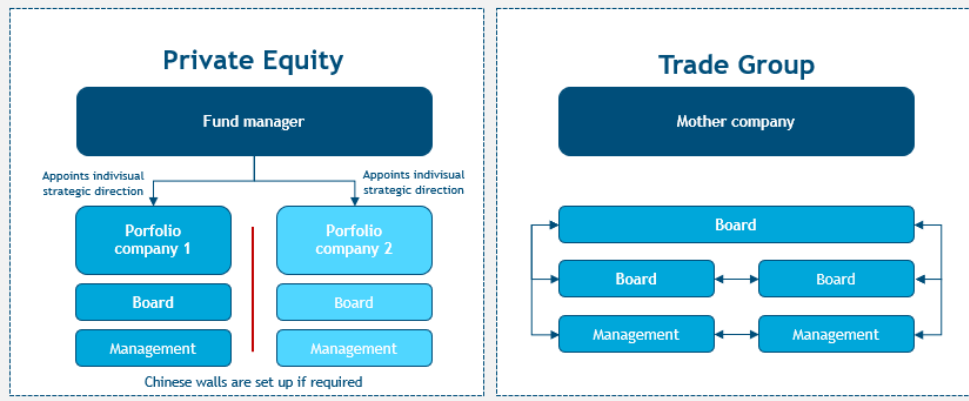 Private Equity
Fund manager
Appoints indivisual
strategic direction
Appoints indivisual
strategic direction
Porfolio
company 1
Porfolio
company 2
Board
Board
Management
Management
Chinese walls are set up if required
Trade Group
Mother company
Board
Board
Board
Management
Management